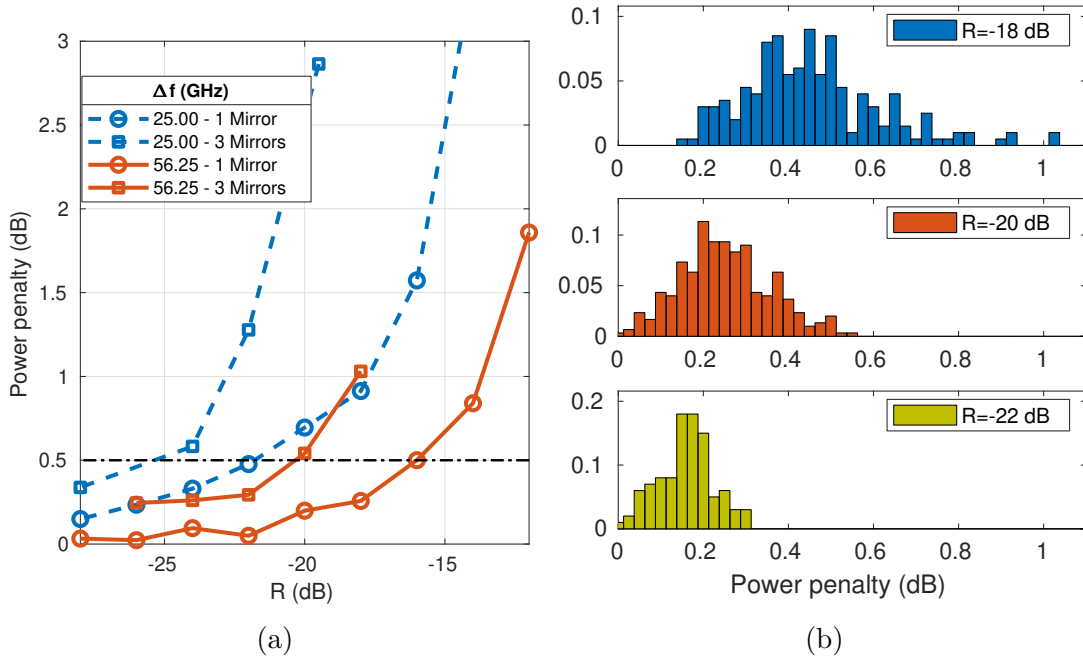 3
2.5
2
1.5
1
0.5
0
Power penalty (dB)
Δf (GHz)
25.00 - 1 Mirror
25.00 - 3 Mirrors
56.25 - 1 Mirror
56.25 - 3 Mirrors
-25 -20 -15
R (dB)
(a)
0.1
0.05
0
R=-18 dB
0 0.2 0.4 0.6 0.8 1
0.1
0.05
0
R=-20 dB
0 0.2 0.4 0.6 0.8 1
0.2
0.1
0
R=-22 dB
0 0.2 0.4 0.6 0.8 1
Power penalty (dB)
(b)